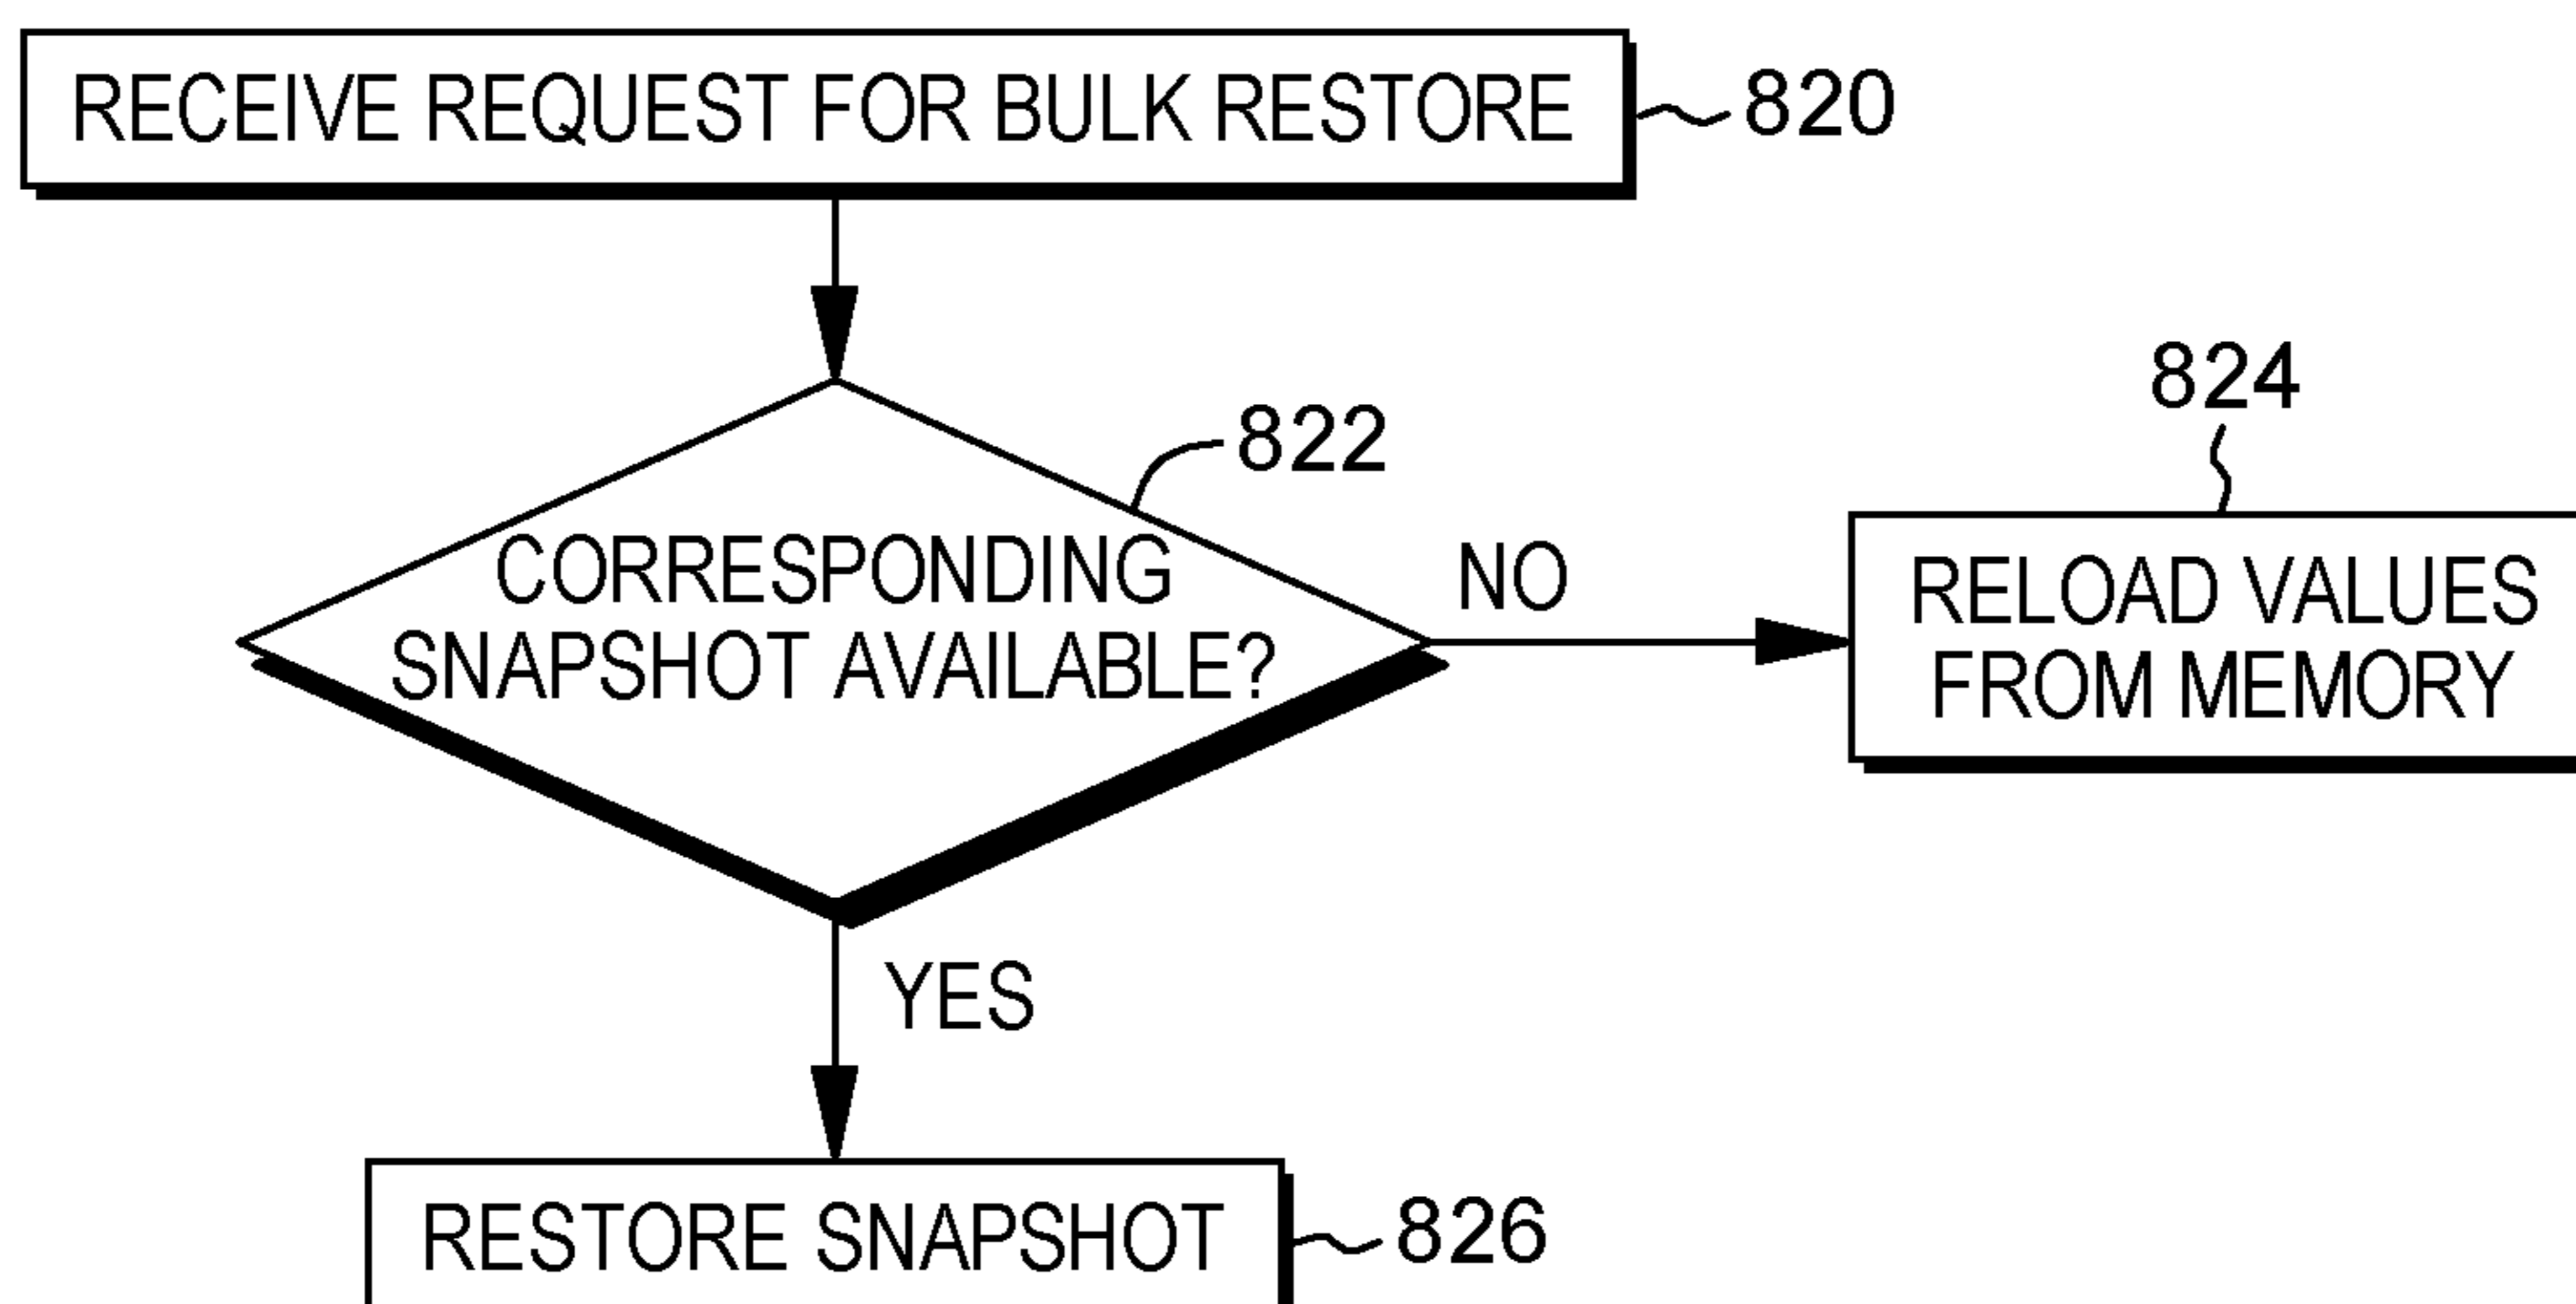 RECEIVE REQUEST FOR BULK RESTORE
820
822
CORRESPONDING
SNAPSHOT AVAILABLE?
NO
824
RELOAD VALUES
FROM MEMORY
YES
RESTORE SNAPSHOT
826